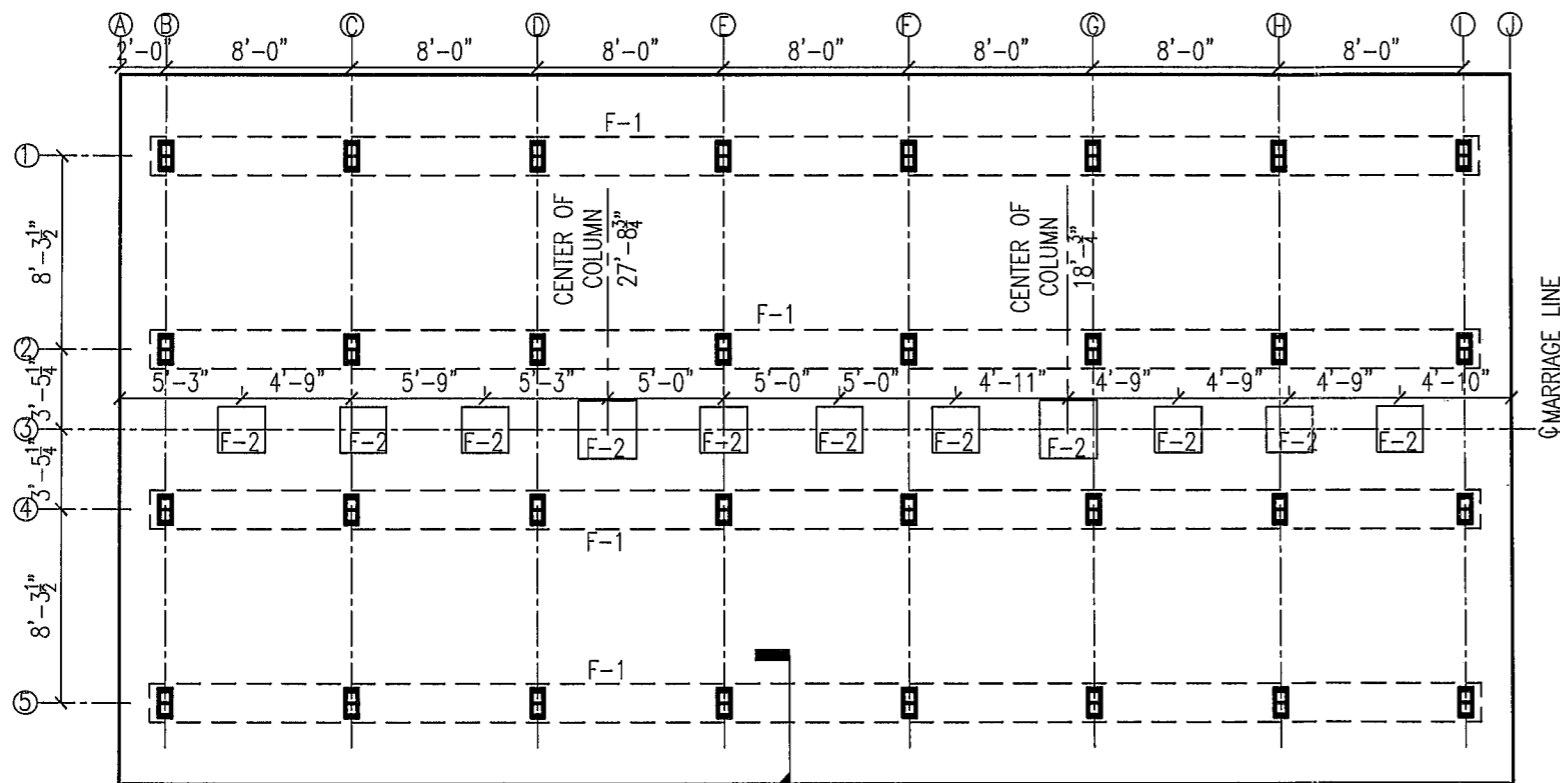 A B C D E F G H I J
2'-0" 8'-0" 8'-0" 8'-0" 8'-0" 8'-0" 8'-0" 8'-0"
F-1
1
8'-3½"
CENTER OF
COLUMN
27'-8¾"
CENTER OF
COLUMN
18'-¾"
F-1
2
3'-5¼"
5'-3" 4'-9" 5'-9" 5'-3" 5'-0" 5'-0" 5'-0" 4'-11" 4'-9" 4'-9" 4'-9" 4'-10"
3
F-2 F-2 F-2 F-2 F-2 F-2 F-2 F-2 F-2 F-2 F-2
℄ MARRIAGE LINE
3'-5¼"
4
F-1
8'-3½"
F-1
5